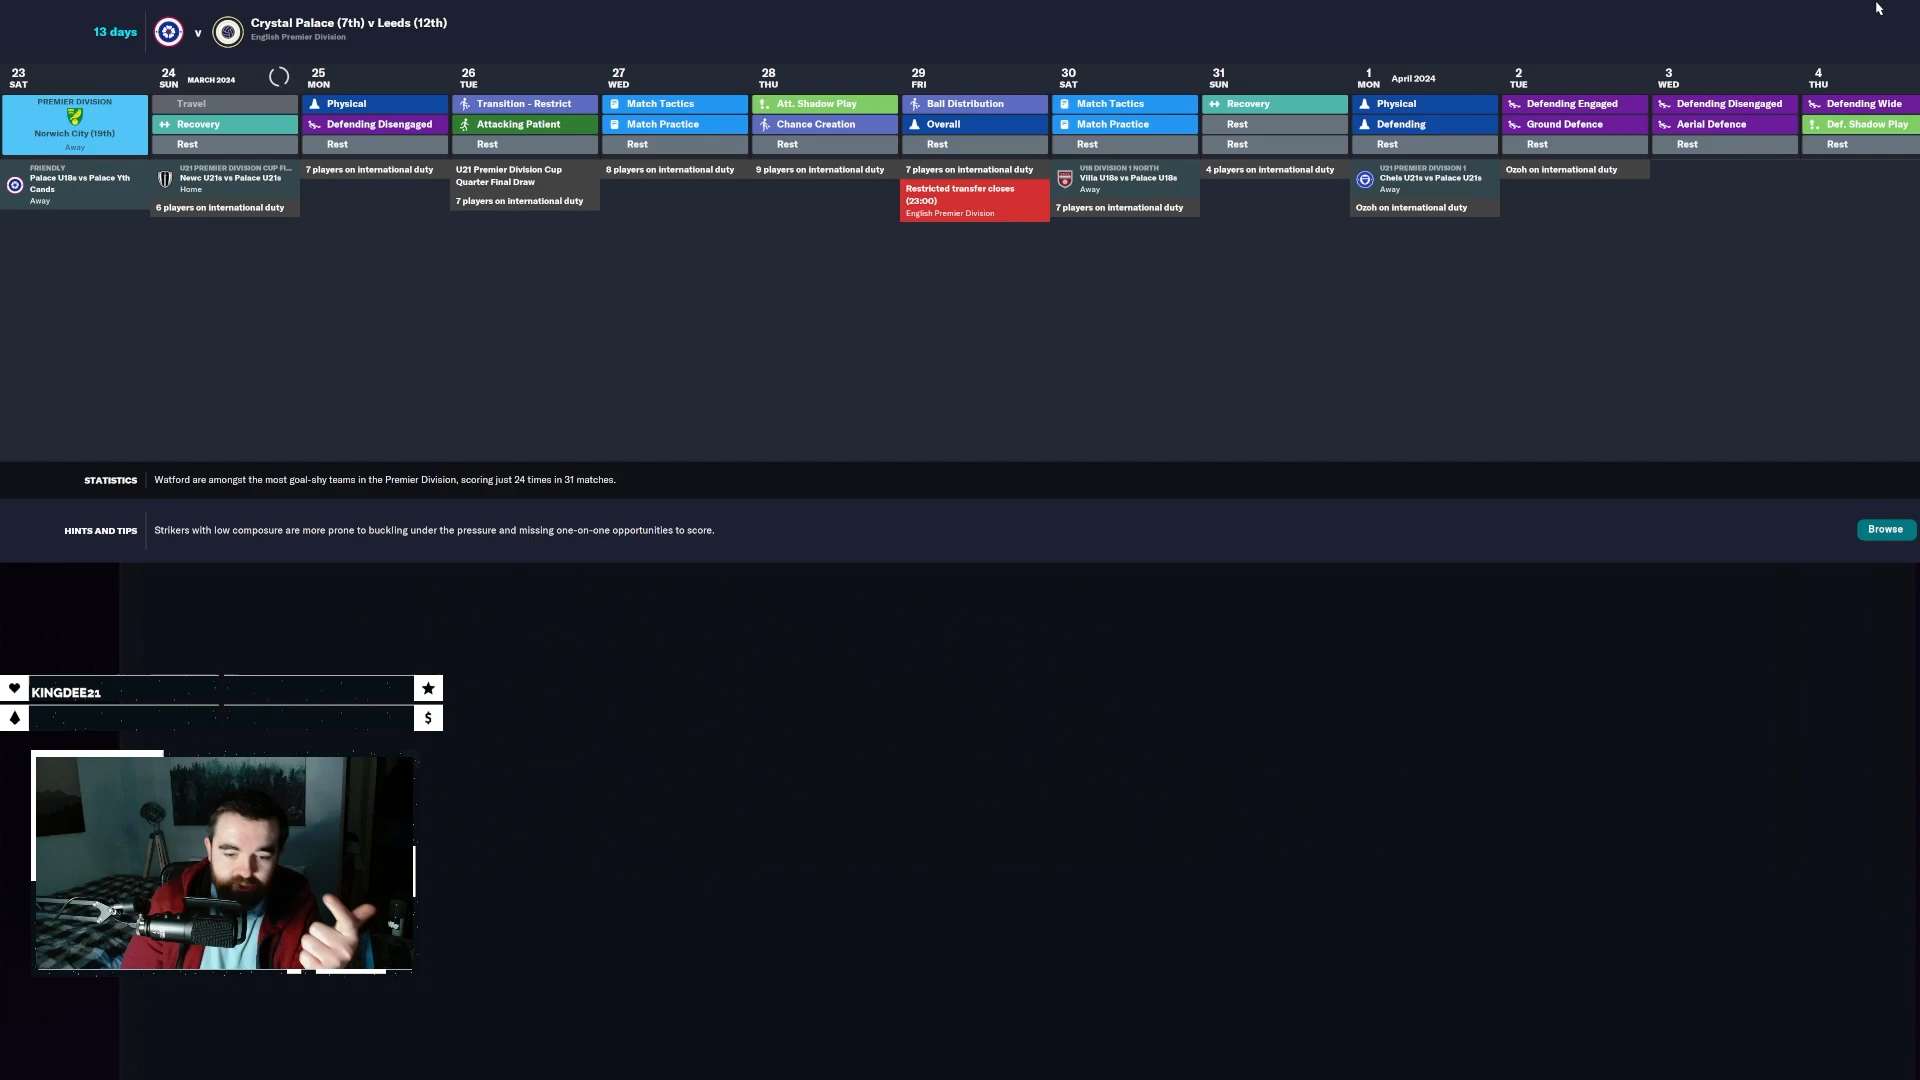 13 days
v
Crystal Palace (7th) v Leeds (12th)
English Premier Division
23
SAT
24
SUN
MARCH 2024
25
MON
26
TUE
27
WED
28
THU
29
FRI
30
SAT
31
SUN
1
MON
April 2024
2
TUE
3
WED
4
THU
PREMIER DIVISION
Norwich City (19th)
Away
Travel
Recovery
Rest
Physical
Defending Disengaged
Rest
Transition - Restrict
Attacking Patient
Rest
Match Tactics
Match Practice
Rest
Att. Shadow Play
Chance Creation
Rest
Ball Distribution
Overall
Rest
Match Tactics
Match Practice
Rest
Recovery
Rest
Rest
Physical
Defending
Rest
Defending Engaged
Ground Defence
Rest
Defending Disengaged
Aerial Defence
Rest
Defending Wide
Def. Shadow Play
Rest
FRIENDLY
Palace U18s vs Palace Yth
Cands
Away
U21 PREMIER DIVISION CUP FI...
Newc U21s vs Palace U21s
Home
6 players on international duty
7 players on international duty
U21 Premier Division Cup
Quarter Final Draw
7 players on international duty
8 players on international duty
9 players on international duty
7 players on international duty
Restricted transfer closes
(23:00)
English Premier Division
U18 DIVISION 1 NORTH
Villa U18s vs Palace U18s
Away
7 players on international duty
4 players on international duty
U21 PREMIER DIVISION 1
Chels U21s vs Palace U21s
Away
Ozoh on international duty
Ozoh on international duty
STATISTICS
Watford are amongst the most goal-shy teams in the Premier Division, scoring just 24 times in 31 matches.
HINTS AND TIPS
Strikers with low composure are more prone to buckling under the pressure and missing one-on-one opportunities to score.
Browse
KINGDEE21
$